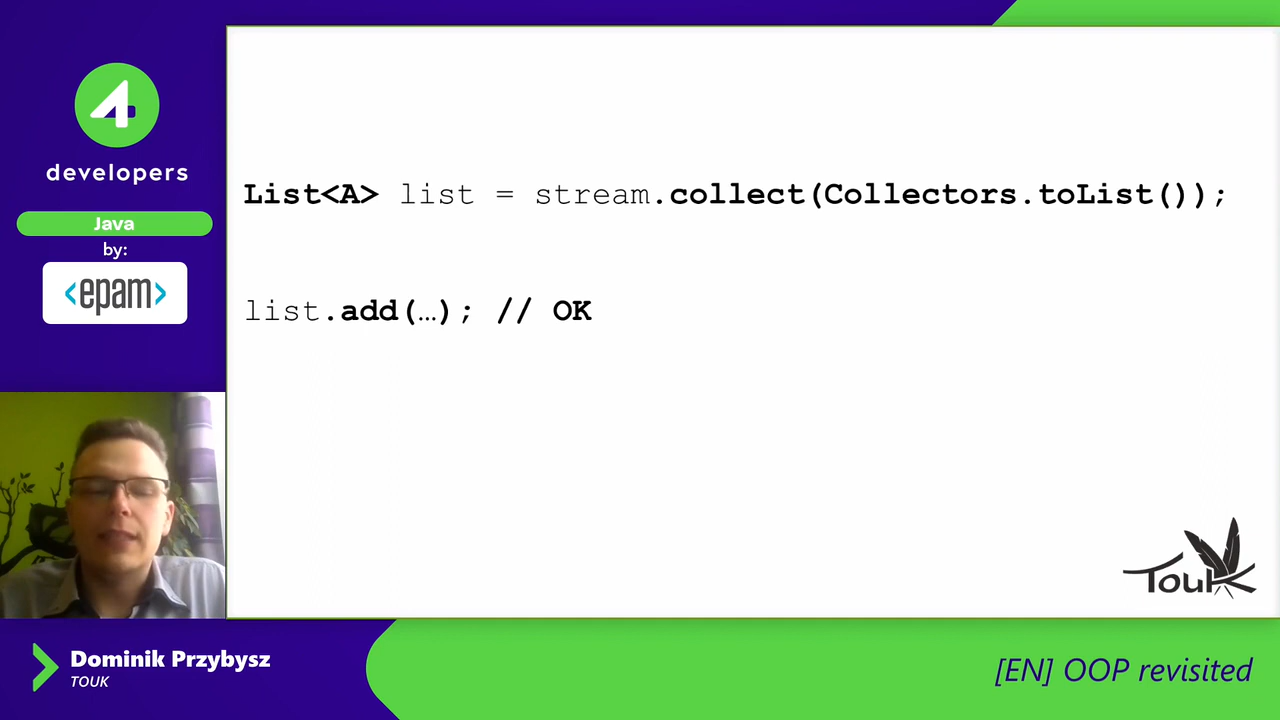 4
developers
Java
by:
<epam>
List<A> list = stream.collect(Collectors.toList());
list.add(…); // OK
Touk
Dominik Przybysz
TOUK
[EN] OOP revisited